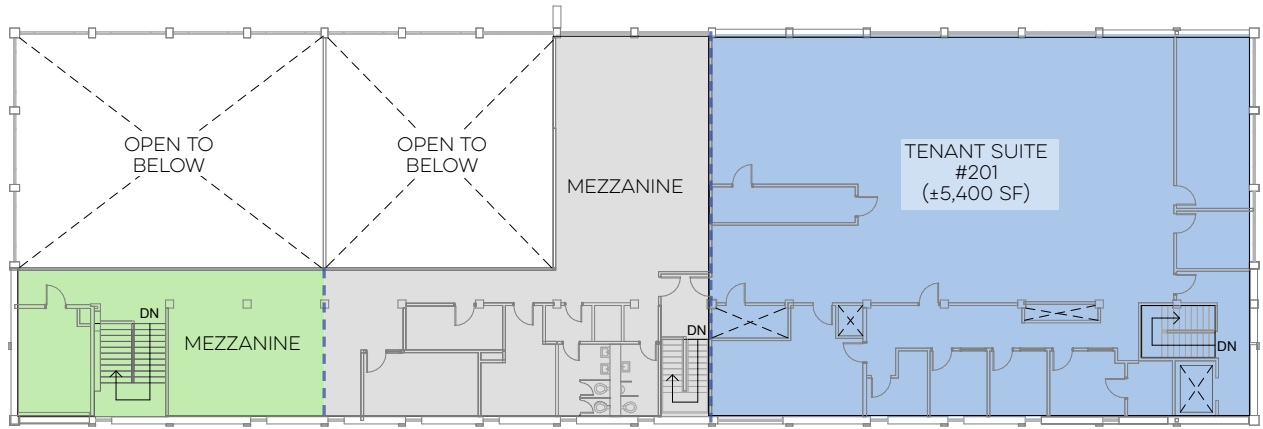 OPEN TO
BELOW
OPEN TO
BELOW
MEZZANINE
TENANT SUITE
#201
(±5,400 SF)
DN
MEZZANINE
DN
DN